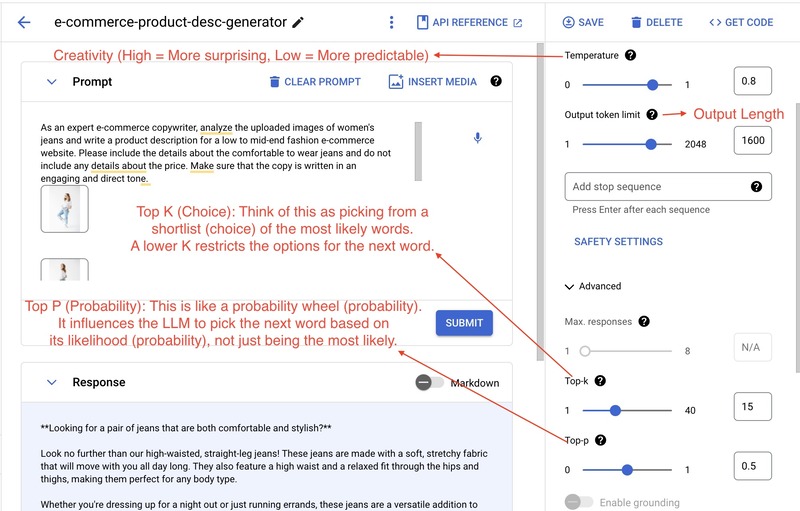 e-commerce-product-desc-generator
API REFERENCE
SAVE
DELETE
<> GET CODE
Creativity (High = More surprising, Low = More predictable)
Prompt
CLEAR PROMPT
INSERT MEDIA
As an expert e-commerce copywriter, analyze the uploaded images of women's
jeans and write a product description for a low to mid-end fashion e-commerce
website. Please include the details about the comfortable to wear jeans and do not
include any details about the price. Make sure that the copy is written in an
engaging and direct tone.
Top K (Choice): Think of this as picking from a
shortlist (choice) of the most likely words.
A lower K restricts the options for the next word.
Top P (Probability): This is like a probability wheel (probability).
It influences the LLM to pick the next word based on
its likelihood (probability), not just being the most likely.
SUBMIT
Response
Markdown
**Looking for a pair of jeans that are both comfortable and stylish?**
Look no further than our high-waisted, straight-leg jeans! These jeans are made with a soft, stretchy fabric
that will move with you all day long. They also feature a high waist and a relaxed fit through the hips and
thighs, making them perfect for any body type.
Whether you're dressing up for a night out or just running errands, these jeans are a versatile addition to
Temperature
0
1
0.8
Output token limit
Output Length
1
2048
1600
Add stop sequence
Press Enter after each sequence
SAFETY SETTINGS
Advanced
Max. responses
1
8
N/A
Top-k
1
40
15
Top-p
0
1
0.5
Enable grounding